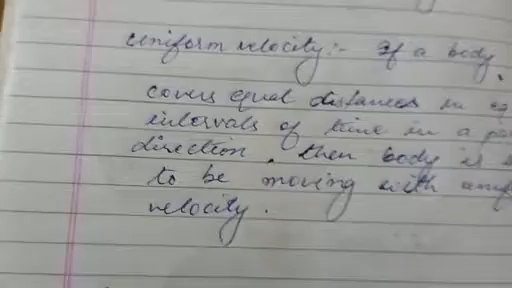 uniform velocity:- If a body
covers equal distances in
intervals of time in a
direction, then body is
to be moving with
velocity.